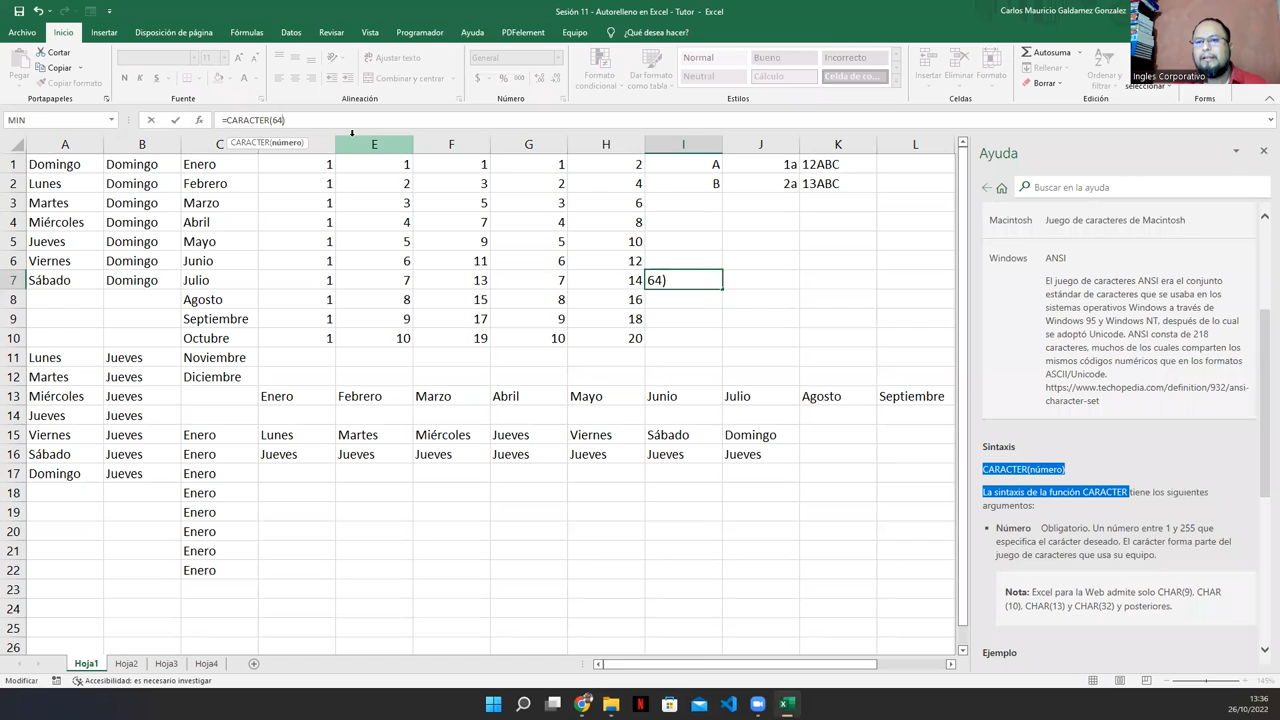 Sesión 11 - Autorelleno en Excel - Tutor - Excel
Carlos Mauricio Galdamez Gonzalez
Archivo Inicio Insertar Disposición de página Fórmulas Datos Revisar Vista Programador Ayuda PDFelement Equipo ¿Qué desea hacer?
Pegar
Cortar
Copiar
Copiar formato
Portapapeles
N K S
Fuente
Ajustar texto
Combinar y centrar
Alineación
$ % 000
Número
Formato condicional
Dar formato como tabla
Normal Bueno Incorrecto
Neutral Cálculo Celda de co...
Estilos
Insertar Eliminar Formato
Celdas
Autosuma
Rellenar
Borrar
Ordenar y filtrar
seleccionar
Edición
Forms
Ingles Corporativo
MIN
=CARACTER(64)
CARACTER(número)
A B C E F G H I J K L
1 Domingo Domingo Enero 1 1 1 1 2 A 1a 12ABC
2 Lunes Domingo Febrero 1 2 3 2 4 B 2a 13ABC
3 Martes Domingo Marzo 1 3 5 3 6
4 Miércoles Domingo Abril 1 4 7 4 8
5 Jueves Domingo Mayo 1 5 9 5 10
6 Viernes Domingo Junio 1 6 11 6 12
7 Sábado Domingo Julio 1 7 13 7 14 64)
8 Agosto 1 8 15 8 16
9 Septiembre 1 9 17 9 18
10 Octubre 1 10 19 10 20
11 Lunes Jueves Noviembre
12 Martes Jueves Diciembre
13 Miércoles Jueves Enero Febrero Marzo Abril Mayo Junio Julio Agosto Septiembre
14 Jueves Jueves
15 Viernes Jueves Enero Lunes Martes Miércoles Jueves Viernes Sábado Domingo
16 Sábado Jueves Enero Jueves Jueves Jueves Jueves Jueves Jueves Jueves
17 Domingo Jueves Enero
18 Enero
19 Enero
20 Enero
21 Enero
22 Enero
23
24
25
26
Ayuda
Buscar en la ayuda
Macintosh Juego de caracteres de Macintosh
Windows ANSI
El juego de caracteres ANSI era el conjunto
estándar de caracteres que se usaba en los
sistemas operativos Windows a través de
Windows 95 y Windows NT, después de lo cual
se adoptó Unicode. ANSI consta de 218
caracteres, muchos de los cuales comparten los
mismos códigos numéricos que en los formatos
ASCII/Unicode.
https://www.techopedia.com/definition/932/ansi-
character-set
Sintaxis
CARACTER(número)
La sintaxis de la función CARACTER tiene los siguientes
argumentos:
Número Obligatorio. Un número entre 1 y 255 que
especifica el carácter deseado. El carácter forma parte del
juego de caracteres que usa su equipo.
Nota: Excel para la Web admite solo CHAR(9). CHAR
(10). CHAR(13) y CHAR(32) y posteriores.
Ejemplo
Hoja1 Hoja2 Hoja3 Hoja4
Modificar
Accesibilidad: es necesario investigar
145%
13:36
26/10/2022